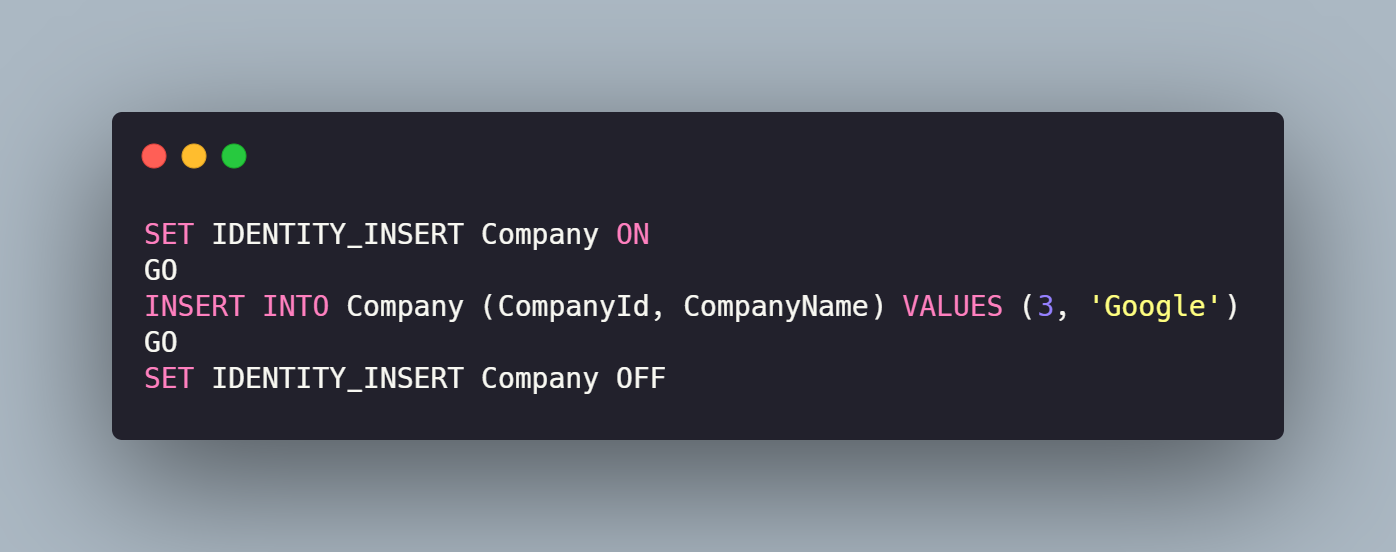 SET IDENTITY_INSERT Company ON
GO
INSERT INTO Company (CompanyId, CompanyName) VALUES (3, 'Google')
GO
SET IDENTITY_INSERT Company OFF